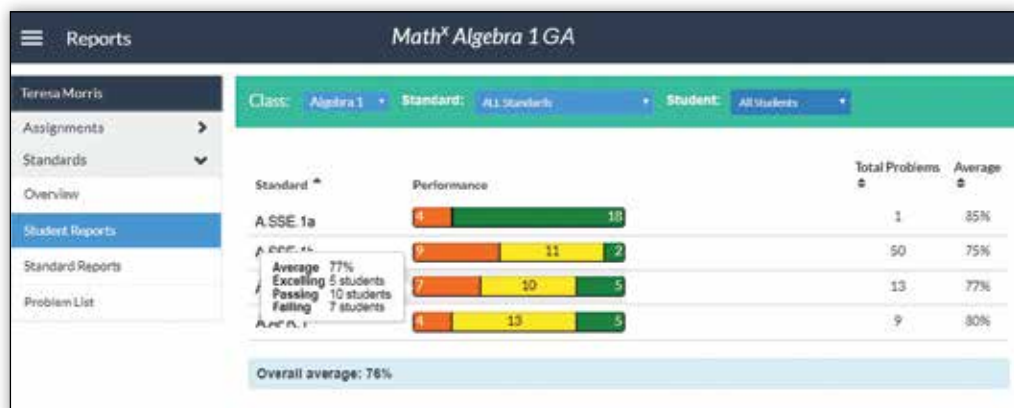 Reports
Math^x Algebra 1 GA
Teresa Morris
Assignments
Standards
Overview
Student Reports
Standard Reports
Problem List
Class: Algebra 1 Standard: ALL Standards Student: All Students
Standard Performance Total Problems Average
A.SSE.1a 4 18 1 85%
9 11 2 50 75%
7 10 5 13 77%
4 13 5 9 80%
Average 77%
Excelling 5 students
Passing 10 students
Failing 7 students
Overall average: 76%